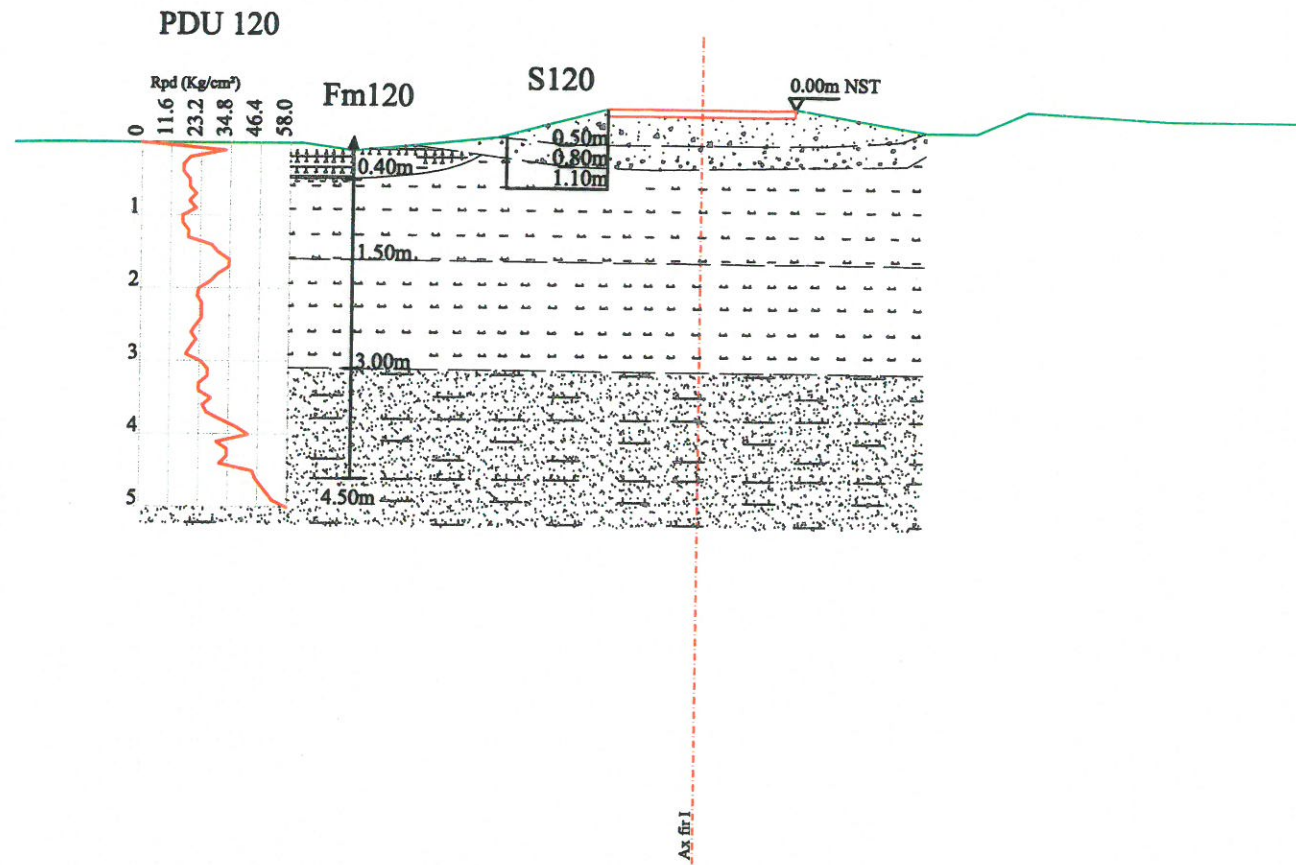 PDU 120
Rpd (Kg/cm²)
0 11.6 23.2 34.8 46.4 58.0
Fm120
S120
0.00m NST
0.50m
0.80m
1.10m
0.40m
1
1.50m
2
3
3.00m
4
4.50m
5
Ax fir I